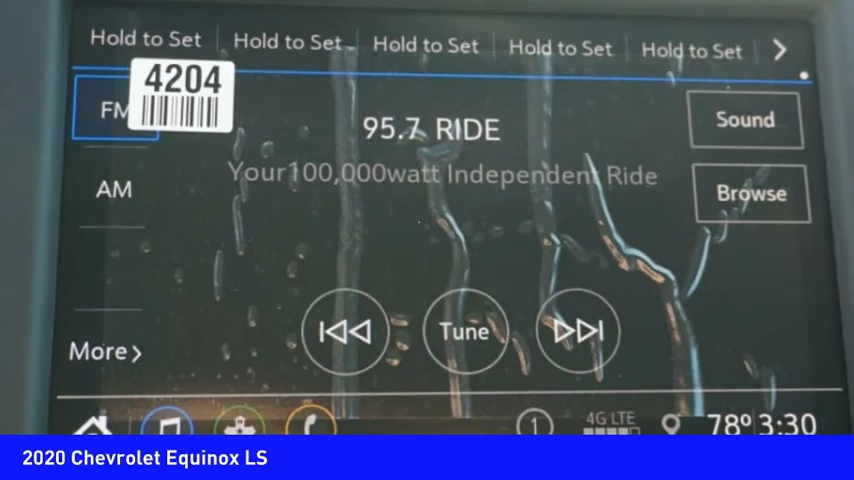 Hold to Set Hold to Set Hold to Set Hold to Set Hold to Set
4204
FM
95.7 RIDE
Sound
Your100,000watt Independent Ride
AM
Browse
Tune
More
1 4G LTE 78° 3:30
2020 Chevrolet Equinox LS